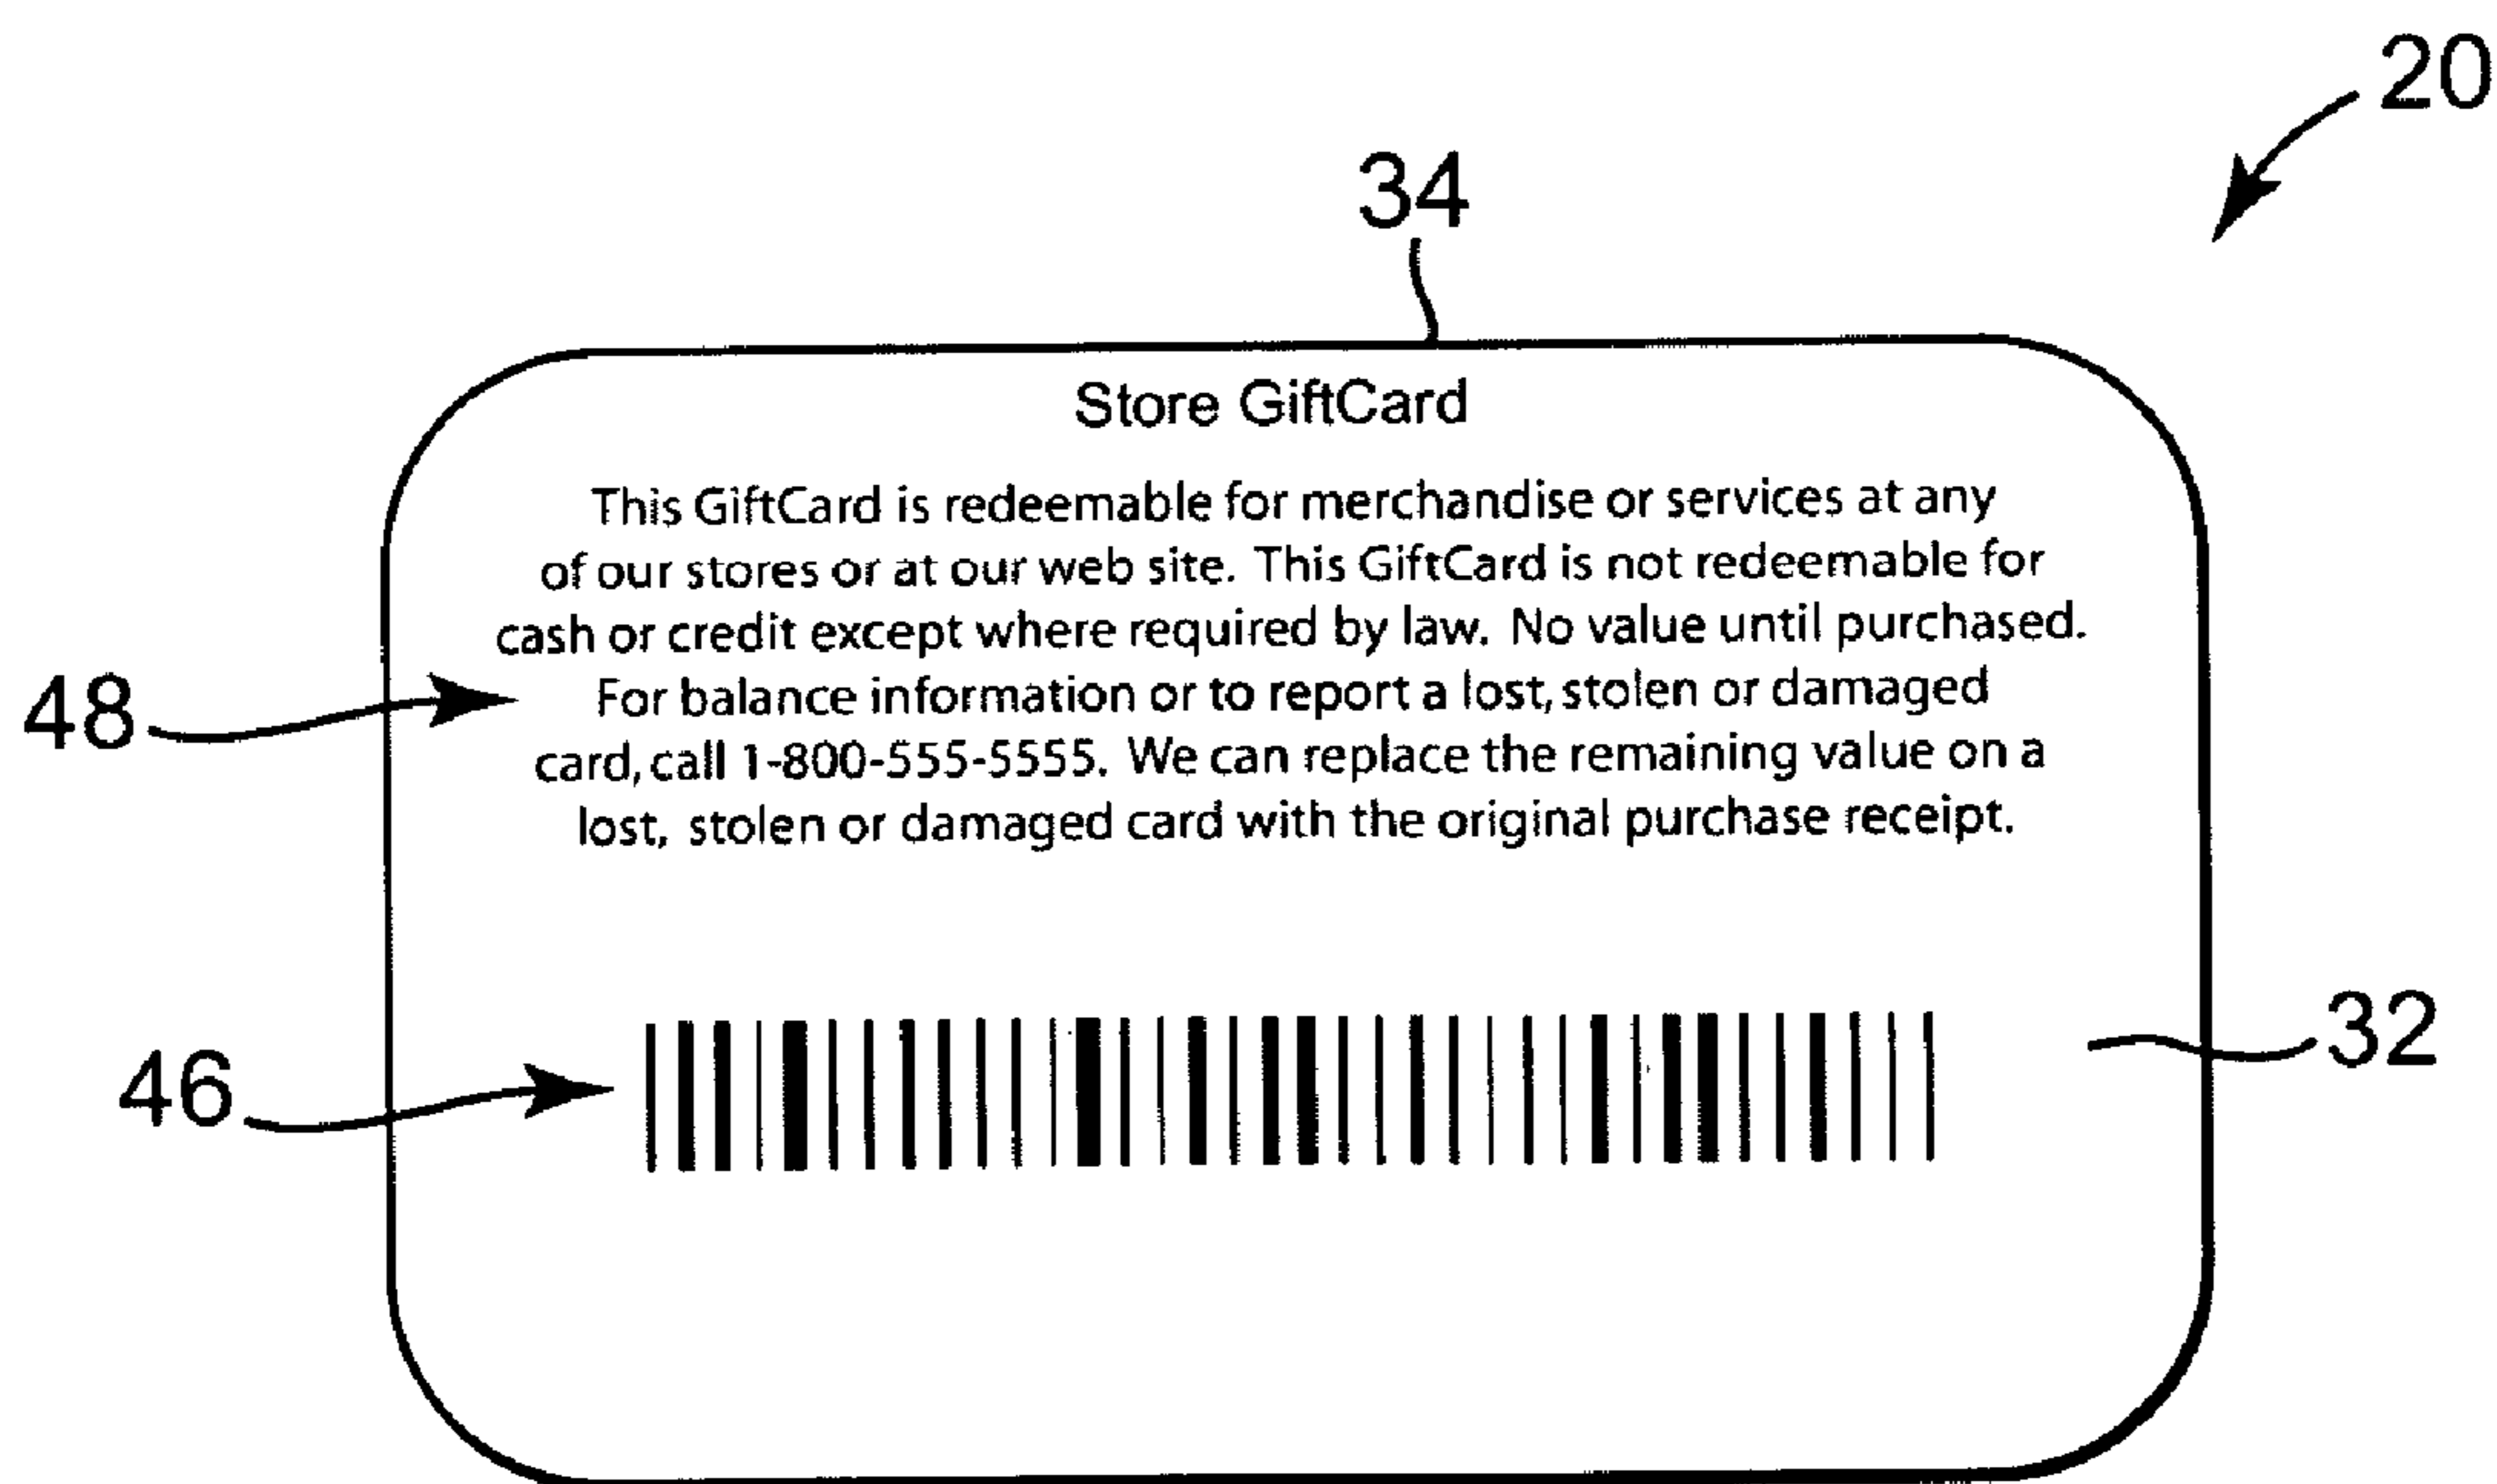 20
34
Store GiftCard
This GiftCard is redeemable for merchandise or services at any
of our stores or at our web site. This GiftCard is not redeemable for
cash or credit except where required by law. No value until purchased.
48
For balance information or to report a lost, stolen or damaged
card, call 1-800-555-5555. We can replace the remaining value on a
lost, stolen or damaged card with the original purchase receipt.
32
46